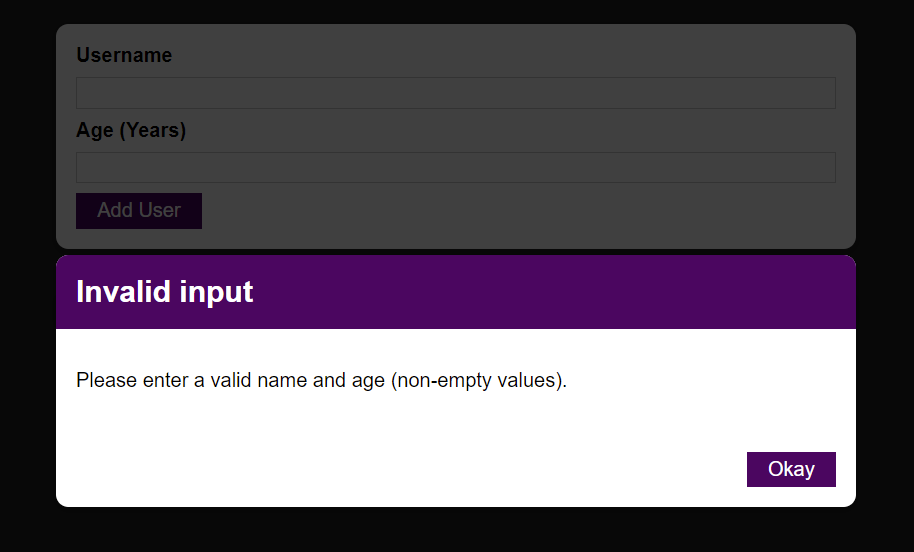 Username
Age (Years)
Add User
Invalid input
Please enter a valid name and age (non-empty values).
Okay